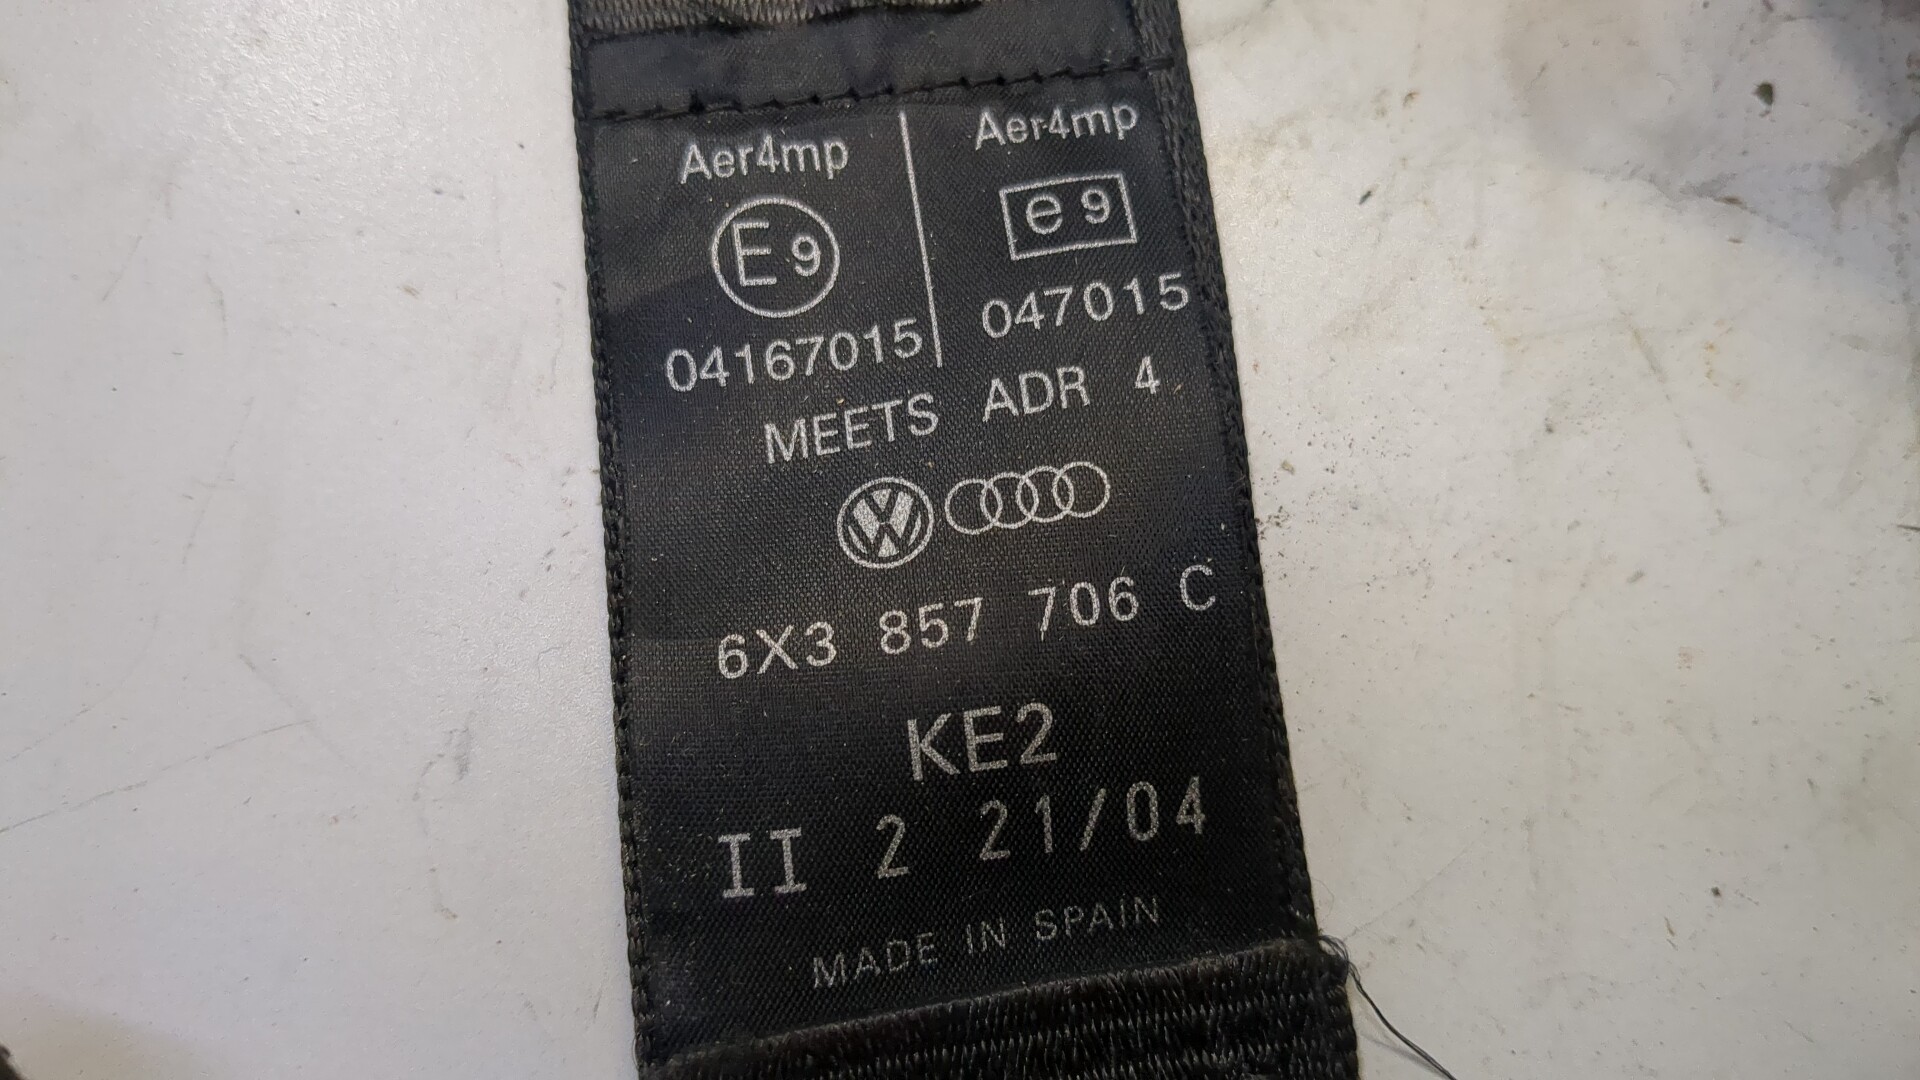 Aer4mp
E 9
04167015
Aer4mp
e 9
047015
MEETS ADR 4
6X3 857 706 C
KE2
II 2 21/04
MADE IN SPAIN